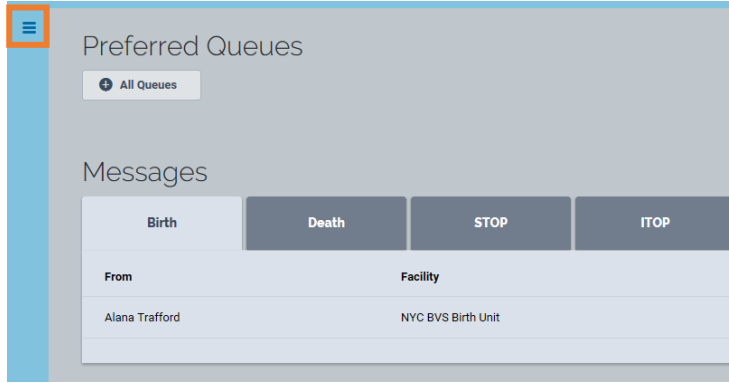 Preferred Queues
All Queues
Messages
Birth Death STOP ITOP
From Facility
Alana Trafford NYC BVS Birth Unit